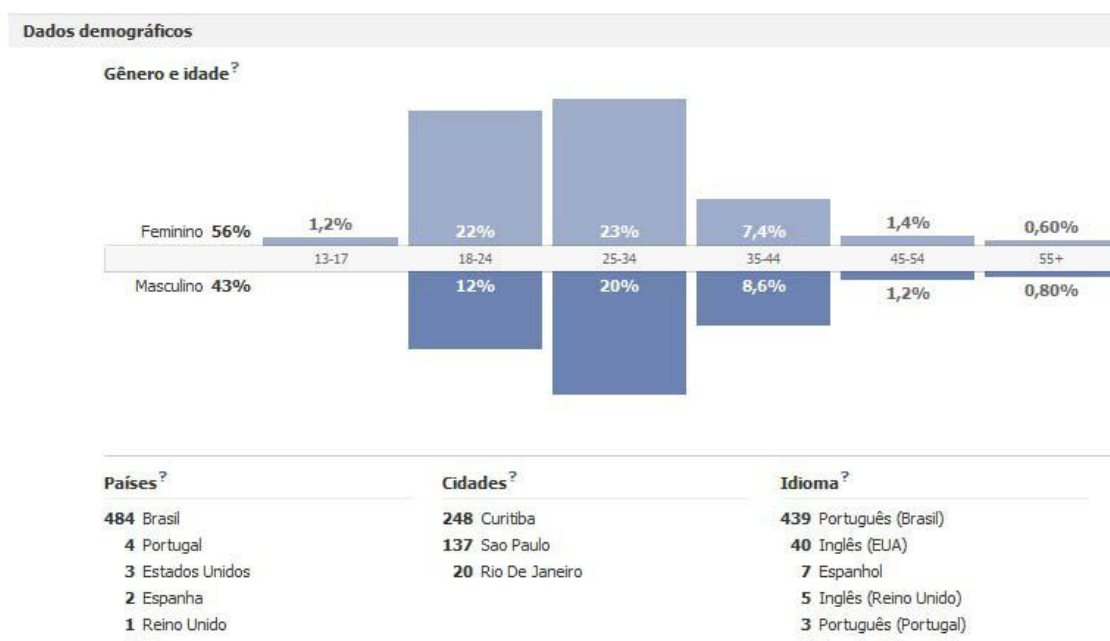 Dados demográficos
Gênero e idade?
Feminino 56% 1,2% 22% 23% 7,4% 1,4% 0,60%
13-17 18-24 25-34 35-44 45-54 55+
Masculino 43% 12% 20% 8,6% 1,2% 0,80%
Países?
484 Brasil
4 Portugal
3 Estados Unidos
2 Espanha
1 Reino Unido
Cidades?
248 Curitiba
137 Sao Paulo
20 Rio De Janeiro
Idioma?
439 Português (Brasil)
40 Inglês (EUA)
7 Espanhol
5 Inglês (Reino Unido)
3 Português (Portugal)